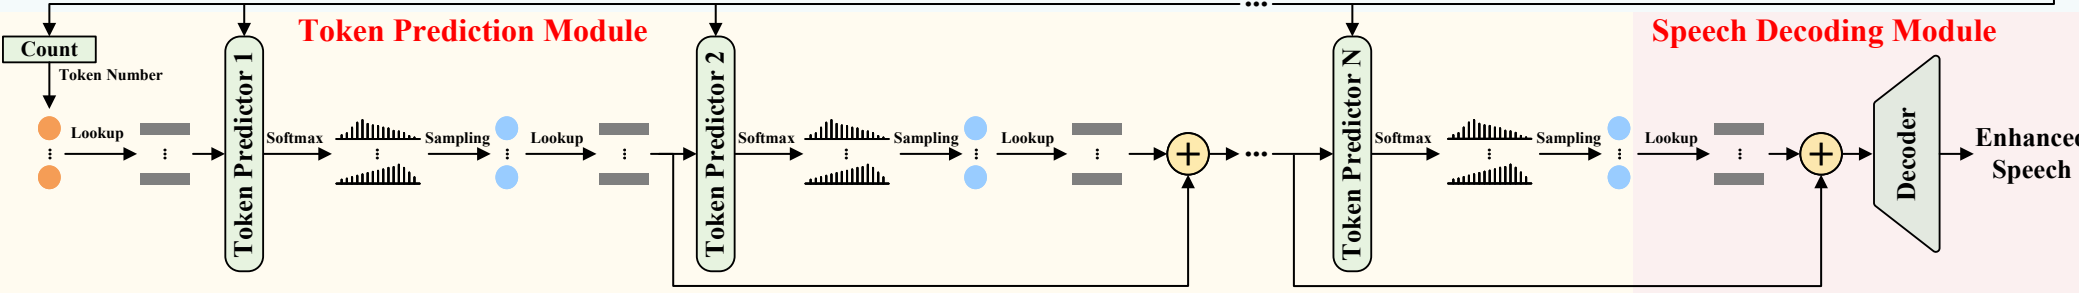 Token Prediction Module
Speech Decoding Module
Count
Token Number
Lookup
Token Predictor 1
Softmax
Sampling
Lookup
Token Predictor 2
Softmax
Sampling
Lookup
Token Predictor N
Softmax
Sampling
Lookup
Decoder
Enhanced
Speech